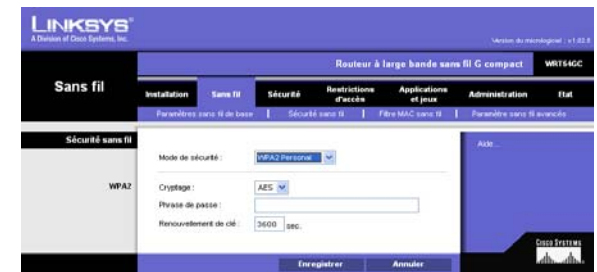 LINKSYS®
A Division of Cisco Systems, Inc.
Version du micrologiciel : v1.02.8
Routeur à large bande sans fil G compact
WRT54GC
Sans fil
Installation Sans fil Sécurité Restrictions d'accès Applications et jeux Administration Etat
Paramètres sans fil de base | Sécurité sans fil | Filtre MAC sans fil | Paramètre sans fil avancés
Sécurité sans fil
Aide...
Mode de sécurité : WPA2 Personal
WPA2
Cryptage : AES
Phrase de passe :
Renouvellement de clé : 3600 sec.
Enregistrer Annuler
CISCO SYSTEMS